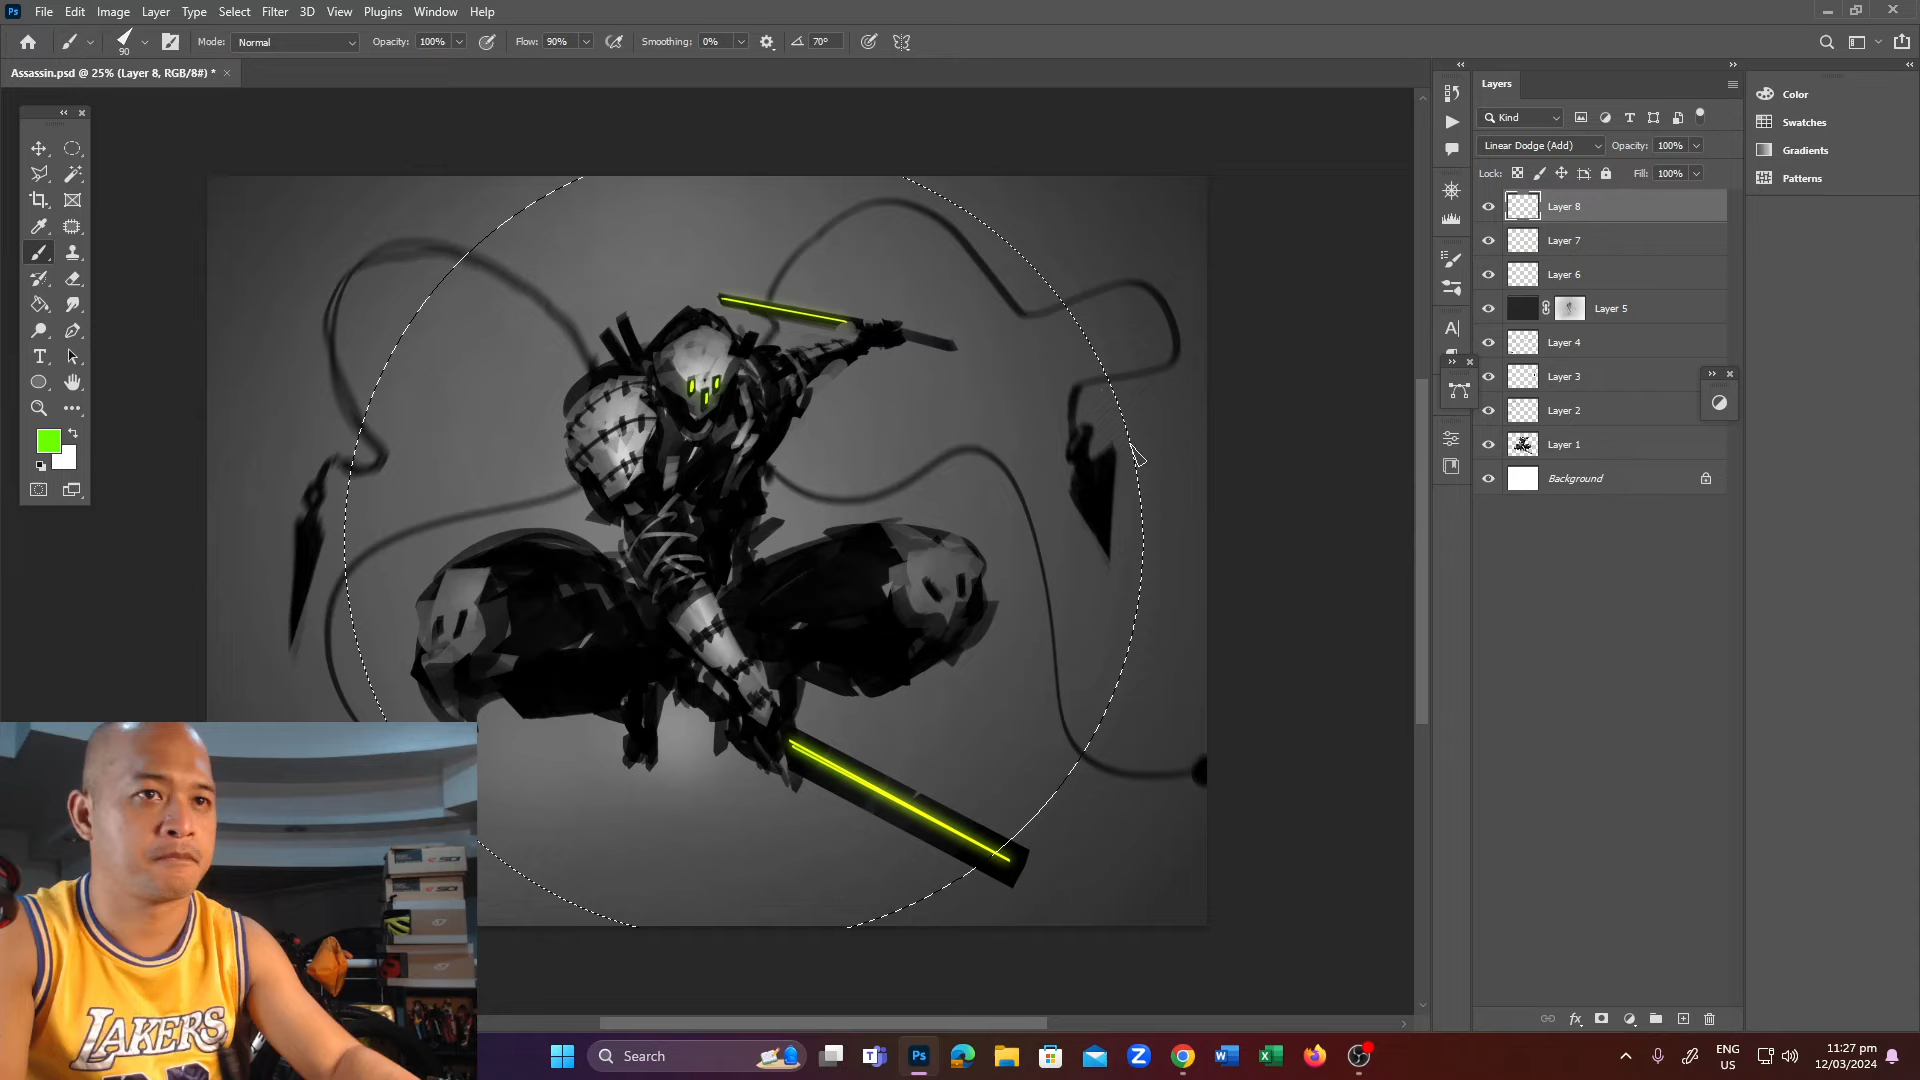 Ps File Edit Image Layer Type Select Filter 3D View Plugins Window Help
90 Mode: Normal Opacity: 100% Flow: 90% Smoothing: 0% 70°
Assassin.psd @ 25% (Layer 8, RGB/8#) *
Layers
Kind
Linear Dodge (Add) Opacity: 100%
Lock: Fill: 100%
Layer 8
Layer 7
Layer 6
Layer 5
Layer 4
Layer 3
Layer 2
Layer 1
Background
Color
Swatches
Gradients
Patterns
LAKERS
Search
ENG
US
11:27 pm
12/03/2024